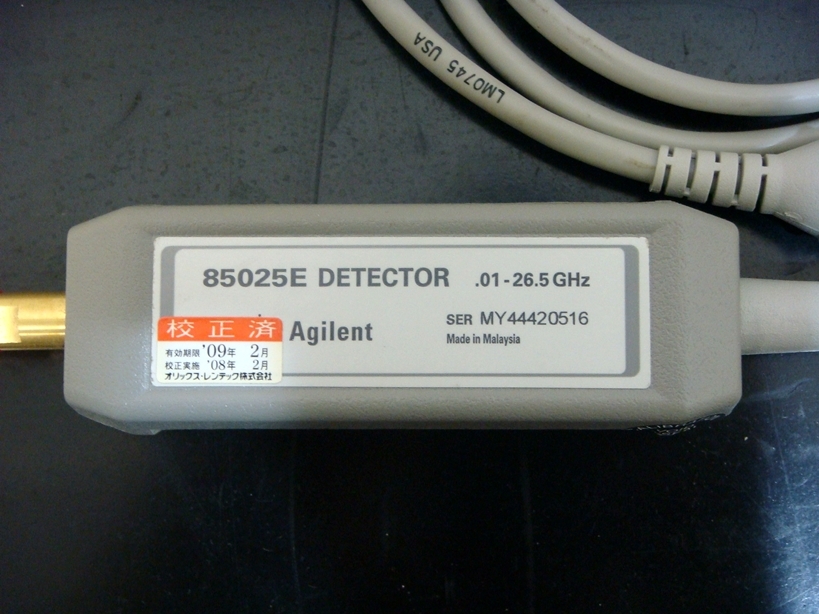 LM0745 USA
85025E DETECTOR .01 - 26.5 GHz
Agilent
SER MY44420516
Made in Malaysia
校正済
有効期限 '09年 2月
校正実施 '08年 2月
オリックス・レンテック株式会社